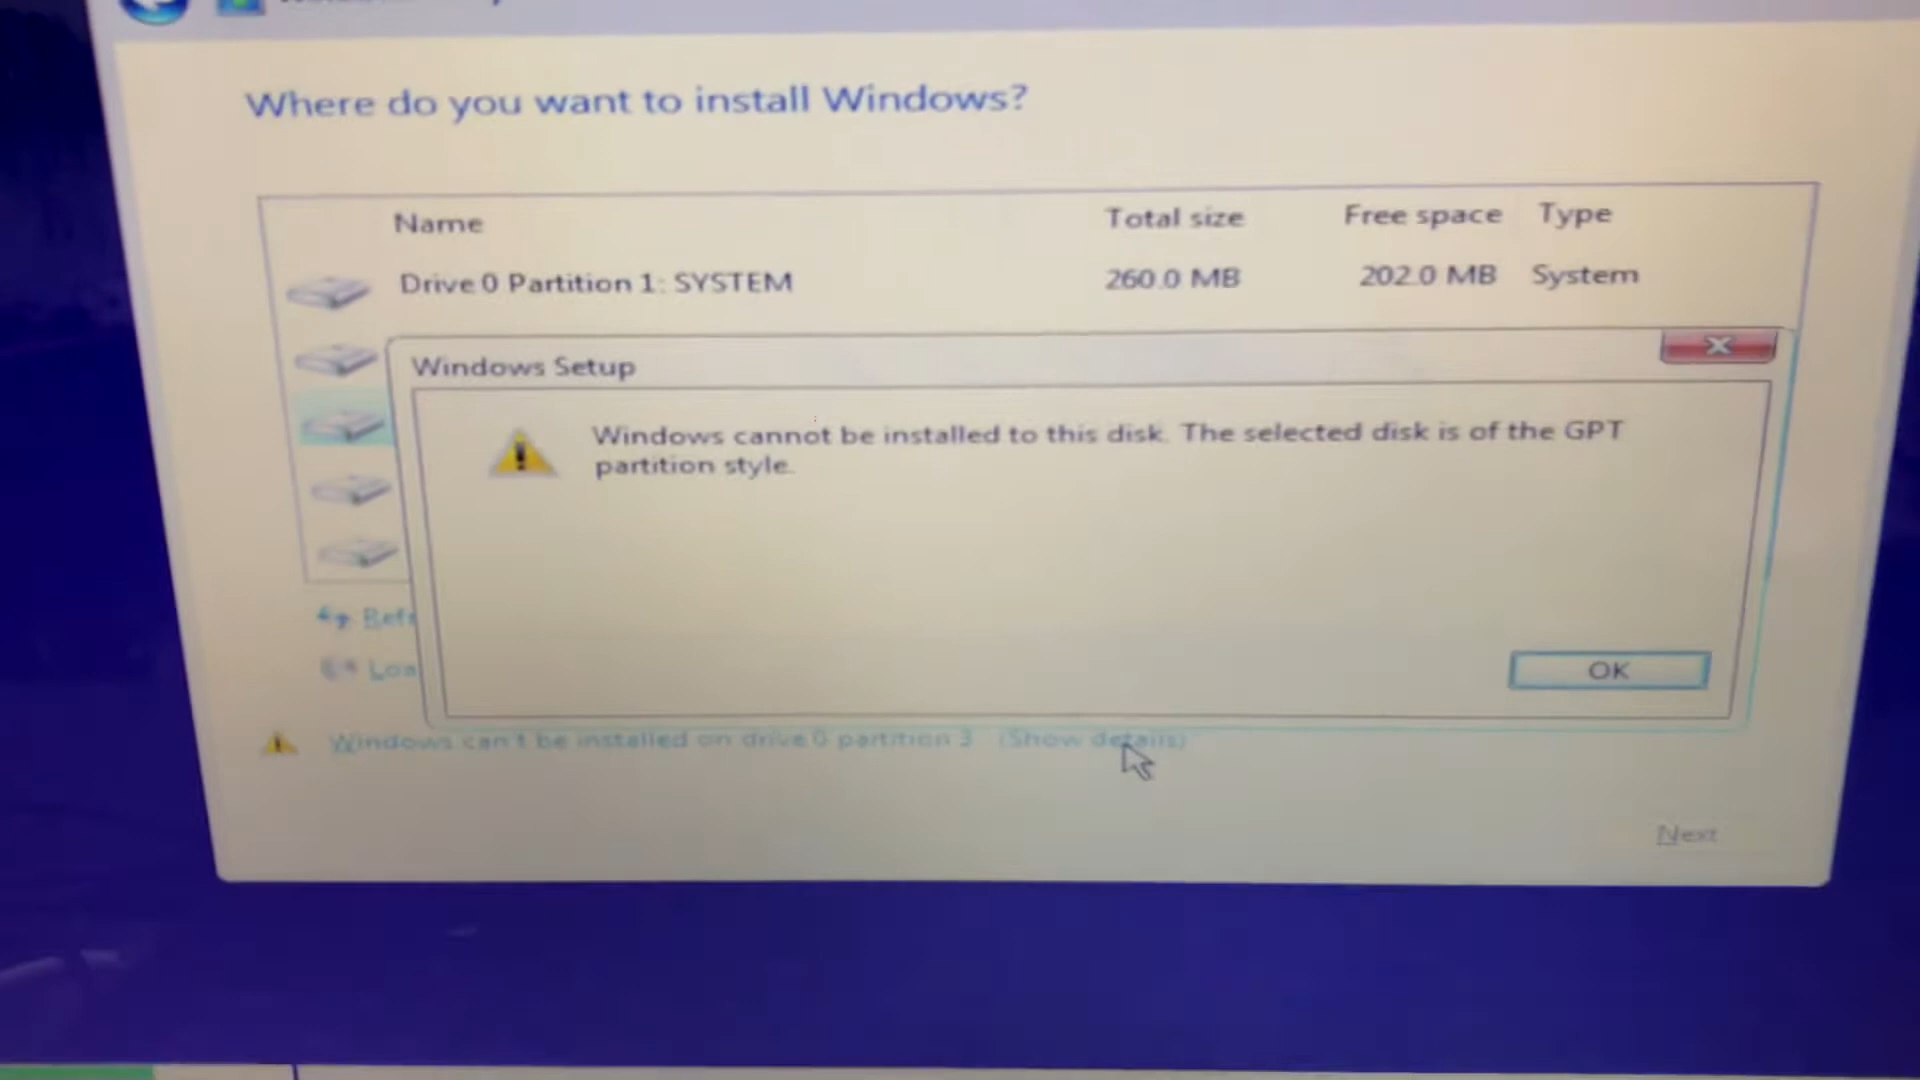 Where do you want to install Windows?
Name Total size Free space Type
Drive 0 Partition 1: SYSTEM 260.0 MB 202.0 MB System
Windows Setup
Windows cannot be installed to this disk. The selected disk is of the GPT
partition style.
OK
Windows can't be installed on drive 0 partition 3 (Show details)
Next